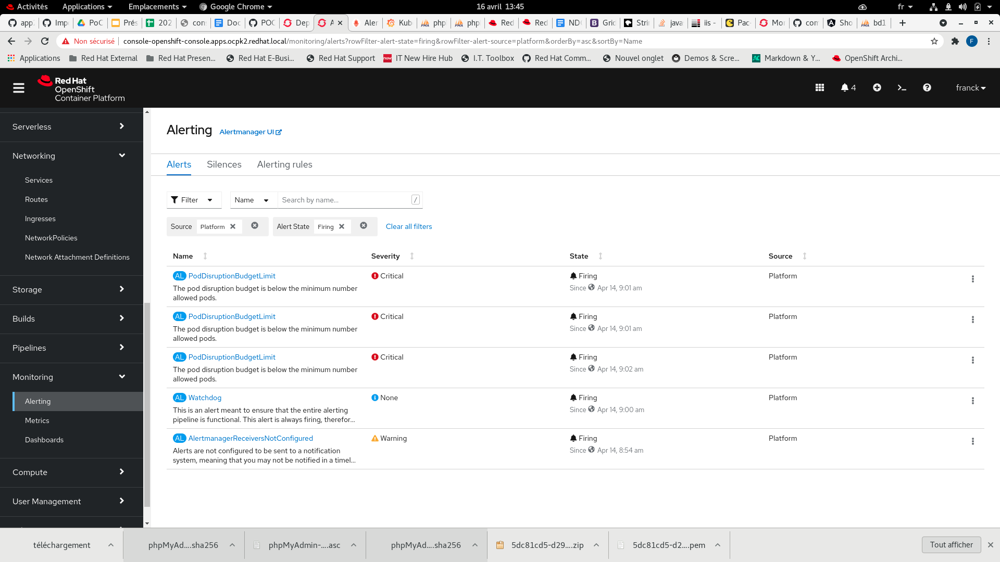 Activités Applications Emplacements Google Chrome 16 avril 13:45 fr
app Imp PoC Prés 202 con Doc POC Dep A Aler Kub php php Red Red NDC Grid Strin java iis - Pac- Mor com Sho bd1
Non sécurisé console-openshift-console.apps.ocpk2.redhat.local/monitoring/alerts?rowFilter-alert-state=firing&rowFilter-alert-source=platform&orderBy=asc&sortBy=Name F
Applications Red Hat External Red Hat Presen... Red Hat E-Busi... Red Hat Support now IT New Hire Hub I.T. Toolbox Red Hat Comm... Nouvel onglet Demos & Scre... Markdown & Y... OpenShift Archi...
Red Hat
OpenShift
Container Platform
4 franck
Serverless
Networking
Services
Routes
Ingresses
NetworkPolicies
Network Attachment Definitions
Storage
Builds
Pipelines
Monitoring
Alerting
Metrics
Dashboards
Compute
User Management
Alerting Alertmanager UI
Alerts Silences Alerting rules
Filter Name Search by name... /
Source Platform Alert State Firing Clear all filters
Name Severity State Source
AL PodDisruptionBudgetLimit Critical Firing Platform
The pod disruption budget is below the minimum number Since Apr 14, 9:01 am
allowed pods.
AL PodDisruptionBudgetLimit Critical Firing Platform
The pod disruption budget is below the minimum number Since Apr 14, 9:01 am
allowed pods.
AL PodDisruptionBudgetLimit Critical Firing Platform
The pod disruption budget is below the minimum number Since Apr 14, 9:02 am
allowed pods.
AL Watchdog None Firing Platform
This is an alert meant to ensure that the entire alerting Since Apr 14, 9:00 am
pipeline is functional. This alert is always firing, therefor...
AL AlertmanagerReceiversNotConfigured Warning Firing Platform
Alerts are not configured to be sent to a notification Since Apr 14, 8:54 am
system, meaning that you may not be notified in a timel...
téléchargement phpMyAd....sha256 phpMyAdmin-....asc phpMyAd....sha256 5dc81cd5-d29....zip 5dc81cd5-d2....pem Tout afficher